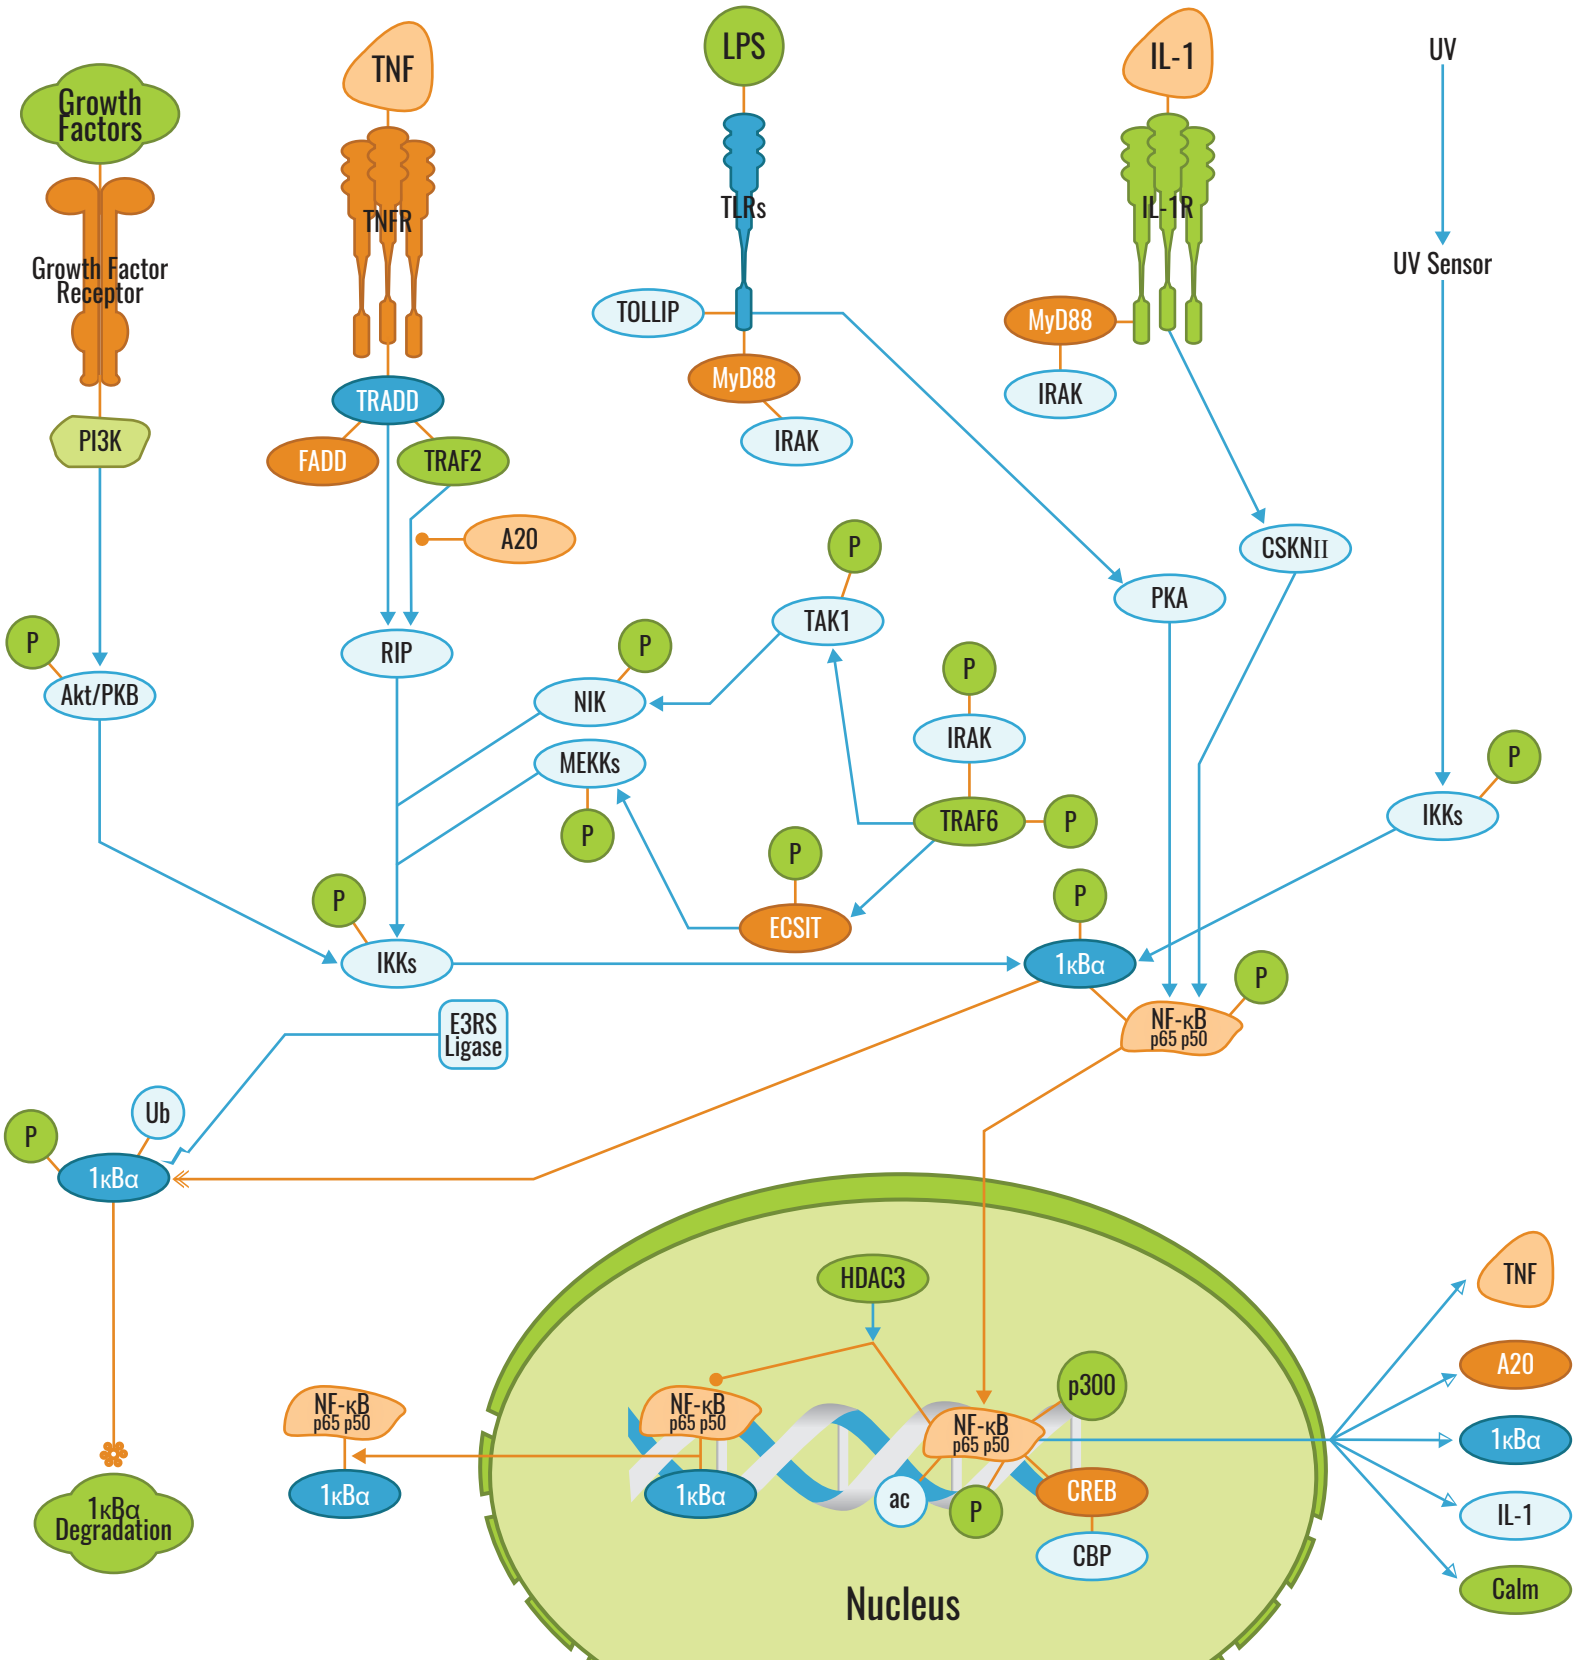 Growth
Factors
TNF
LPS
IL-1
UV
Growth Factor
Receptor
TNFR
TLRs
IL-1R
UV Sensor
TOLLIP
MyD88
IRAK
MyD88
IRAK
PI3K
TRADD
FADD
TRAF2
A20
P
TAK1
PKA
CSKNII
P
Akt/PKB
RIP
P
NIK
MEKKs
P
P
IRAK
TRAF6
P
P
ECSIT
P
IKKs
P
IKKs
P
1κBα
P
NF-κB
p65 p50
E3RS
Ligase
Ub
P
1κBα
1κBα
Degradation
HDAC3
NF-κB
p65 p50
1κBα
NF-κB
p65 p50
1κBα
NF-κB
p65 p50
p300
ac
P
CREB
CBP
Nucleus
TNF
A20
1κBα
IL-1
Calm